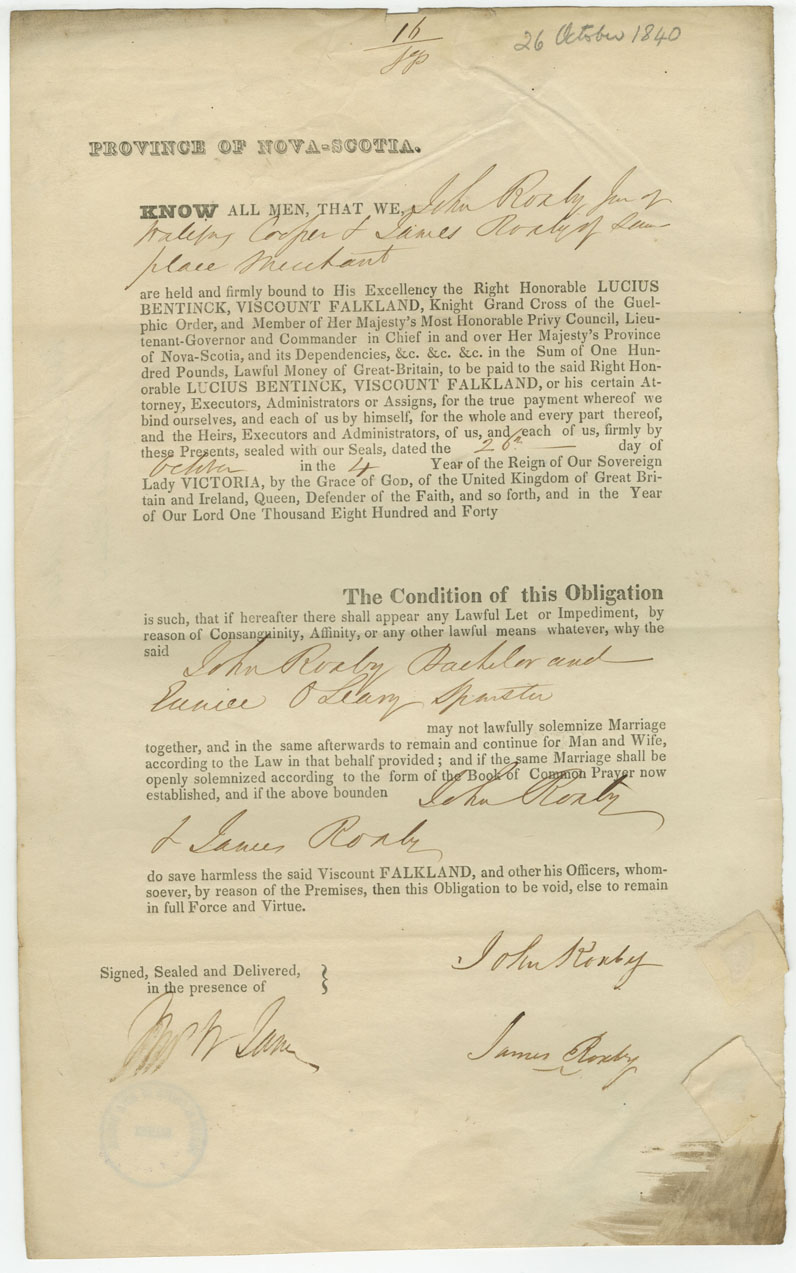 16
26 October 1840
PROVINCE OF NOVA-SCOTIA.
KNOW ALL MEN, THAT WE, John Roxby Jun of
Cooper & James Roxby of Same
place Merchant
are held and firmly bound to His Excellency the Right Honorable LUCIUS
BENTINCK, VISCOUNT FALKLAND, Knight Grand Cross of the Guel-
phic Order, and Member of Her Majesty's Most Honorable Privy Council, Lieu-
tenant-Governor and Commander in Chief in and over Her Majesty's Province
of Nova-Scotia, and its Dependencies, &c. &c. &c. in the Sum of One Hun-
dred Pounds, Lawful Money of Great-Britain, to be paid to the said Right Hon-
orable LUCIUS BENTINCK, VISCOUNT FALKLAND, or his certain At-
torney, Executors, Administrators or Assigns, for the true payment whereof we
bind ourselves, and each of us by himself, for the whole and every part thereof,
and the Heirs, Executors and Administrators, of us, and each of us, firmly by
these Presents, sealed with our Seals, dated the 26th day of
October in the 4 Year of the Reign of Our Sovereign
Lady VICTORIA, by the Grace of GOD, of the United Kingdom of Great Bri-
tain and Ireland, Queen, Defender of the Faith, and so forth, and in the Year
of Our Lord One Thousand Eight Hundred and Forty
The Condition of this Obligation
is such, that if hereafter there shall appear any Lawful Let or Impediment, by
reason of Consanguinity, Affinity, or any other lawful means whatever, why the
said John Roxby Bachelor and
Eunice O Leary Spinster
may not lawfully solemnize Marriage
together, and in the same afterwards to remain and continue for Man and Wife,
according to the Law in that behalf provided; and if the same Marriage shall be
openly solemnized according to the form of the Book of Common Prayer now
established, and if the above bounden John Roxby
& James Roxby
do save harmless the said Viscount FALKLAND, and other his Officers, whom-
soever, by reason of the Premises, then this Obligation to be void, else to remain
in full Force and Virtue.
Signed, Sealed and Delivered,
in the presence of
John Roxby
James Roxby